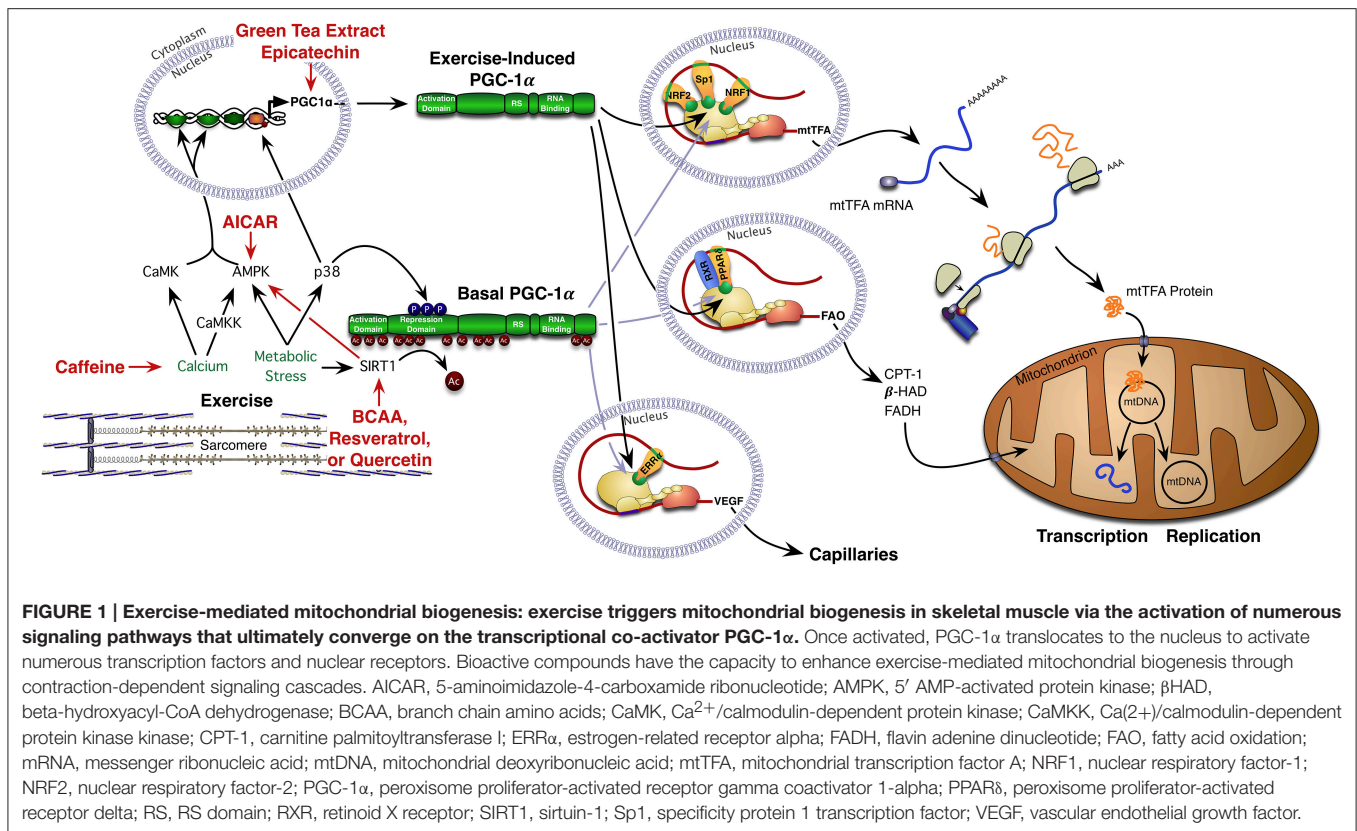 Cytoplasm
Nucleus
Green Tea Extract
Epicatechin
PGC1α
Exercise-Induced
PGC-1α
Activation
Domain
RS
RNA
Binding
Nucleus
NRF2
Sp1
NRF1
mtTFA
AAAAAAAA
mtTFA mRNA
AAA
mtTFA Protein
AICAR
CaMK
AMPK
p38
CaMKK
Caffeine
Calcium
Metabolic
Stress
SIRT1
Ac
Exercise
Sarcomere
BCAA,
Resveratrol,
or Quercetin
Basal PGC-1α
P P P
Activation
Domain
Repression
Domain
RS
RNA
Binding
Ac Ac Ac Ac Ac Ac Ac Ac Ac Ac Ac
Nucleus
RXR
PPARδ
FAO
CPT-1
β-HAD
FADH
Nucleus
ERRα
VEGF
Capillaries
Mitochondrion
mtDNA
mtDNA
Transcription
Replication
FIGURE 1 | Exercise-mediated mitochondrial biogenesis: exercise triggers mitochondrial biogenesis in skeletal muscle via the activation of numerous
signaling pathways that ultimately converge on the transcriptional co-activator PGC-1α. Once activated, PGC-1α translocates to the nucleus to activate
numerous transcription factors and nuclear receptors. Bioactive compounds have the capacity to enhance exercise-mediated mitochondrial biogenesis through
contraction-dependent signaling cascades. AICAR, 5-aminoimidazole-4-carboxamide ribonucleotide; AMPK, 5′ AMP-activated protein kinase; βHAD,
beta-hydroxyacyl-CoA dehydrogenase; BCAA, branch chain amino acids; CaMK, Ca²⁺/calmodulin-dependent protein kinase; CaMKK, Ca(2+)/calmodulin-dependent
protein kinase kinase; CPT-1, carnitine palmitoyltransferase I; ERRα, estrogen-related receptor alpha; FADH, flavin adenine dinucleotide; FAO, fatty acid oxidation;
mRNA, messenger ribonucleic acid; mtDNA, mitochondrial deoxyribonucleic acid; mtTFA, mitochondrial transcription factor A; NRF1, nuclear respiratory factor-1;
NRF2, nuclear respiratory factor-2; PGC-1α, peroxisome proliferator-activated receptor gamma coactivator 1-alpha; PPARδ, peroxisome proliferator-activated
receptor delta; RS, RS domain; RXR, retinoid X receptor; SIRT1, sirtuin-1; Sp1, specificity protein 1 transcription factor; VEGF, vascular endothelial growth factor.